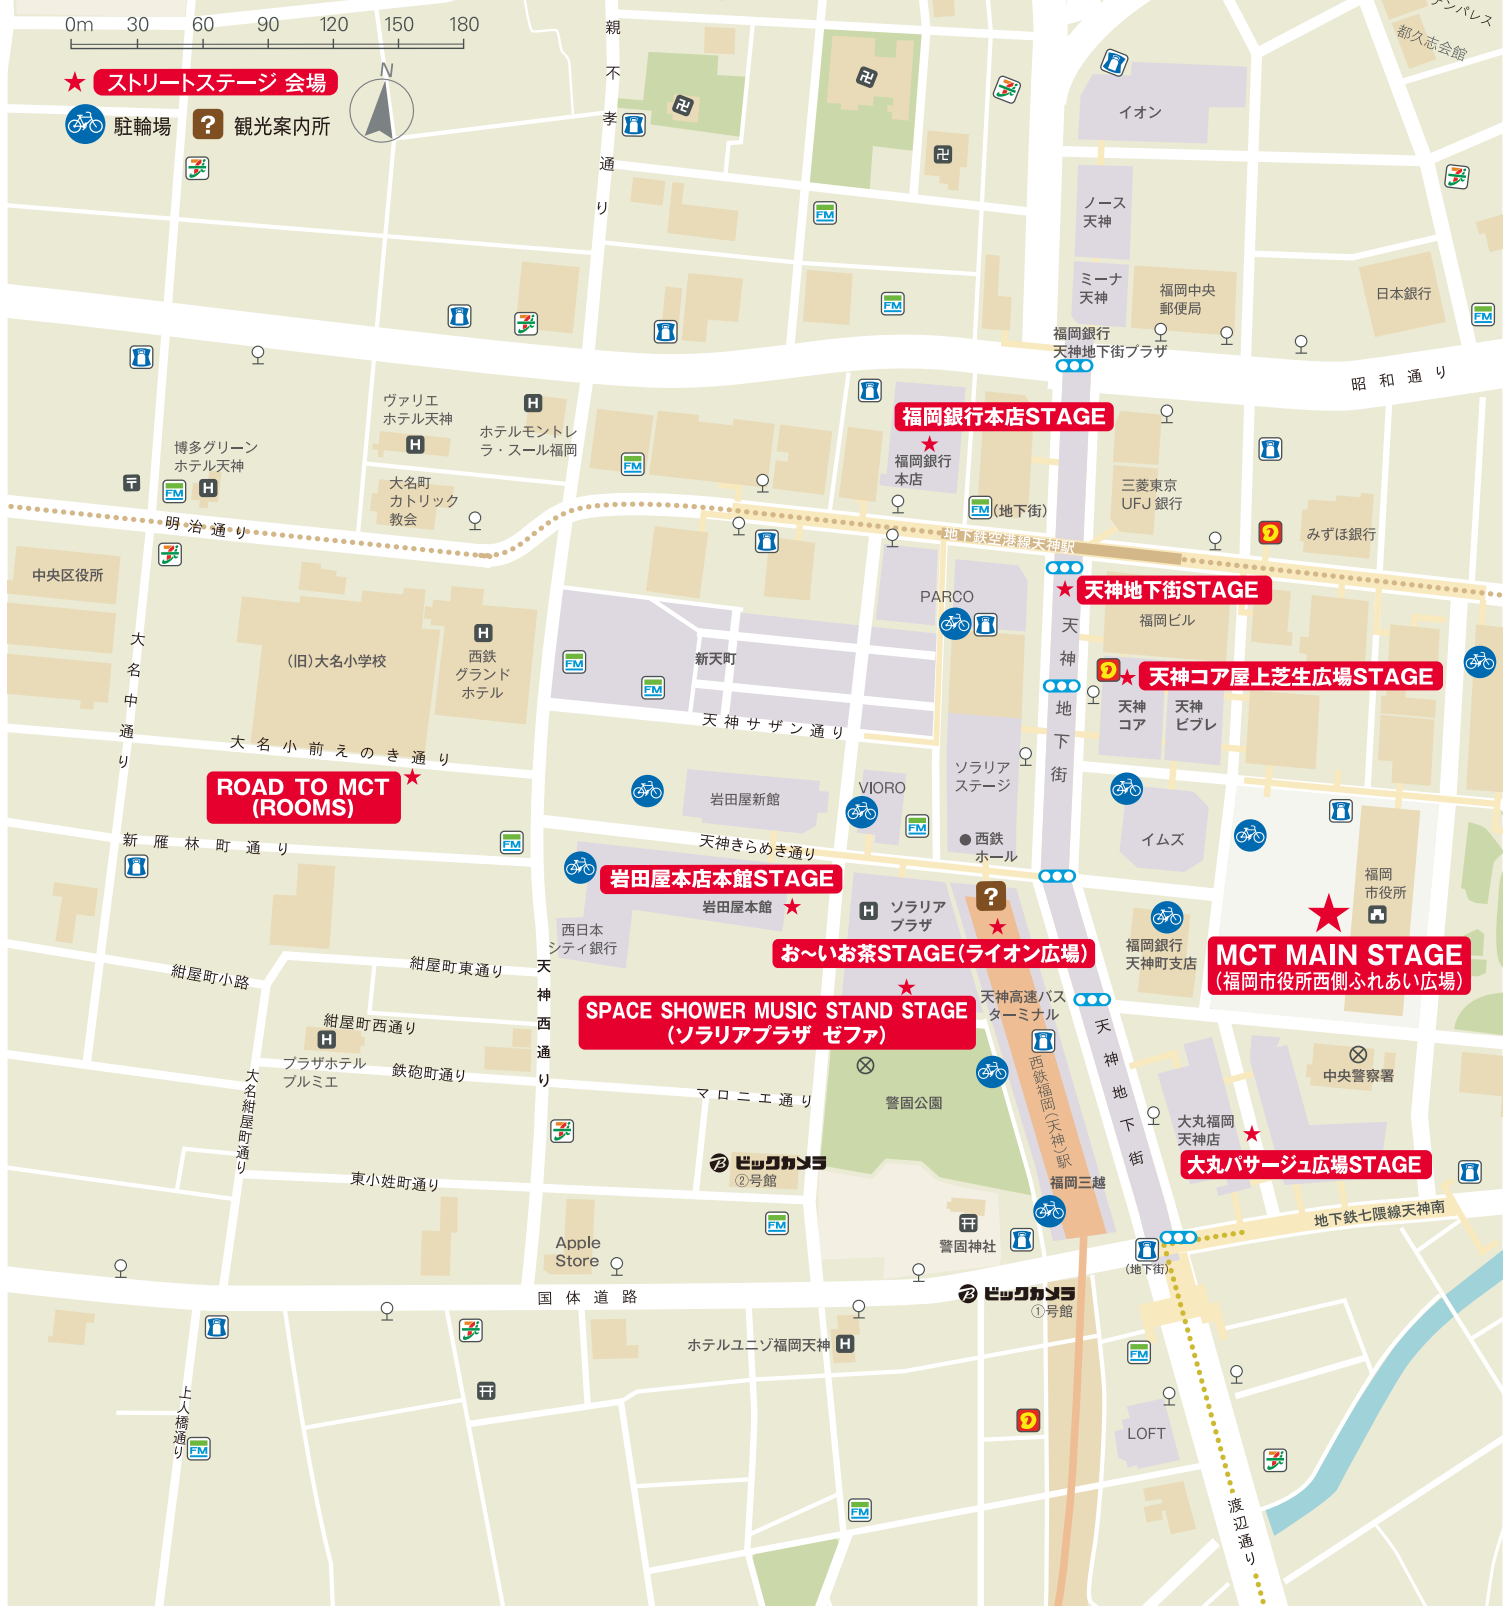 0m 30 60 90 120 150 180
ストリートステージ 会場
駐輪場
? 観光案内所
N
親不孝通り
都久志会館
イオン
ノース
天神
ミーナ
天神
福岡中央
郵便局
日本銀行
福岡銀行
天神地下街プラザ
昭和通り
ヴァリエ
ホテル天神
ホテルモントレ
ラ・スール福岡
博多グリーン
ホテル天神
大名町
カトリック
教会
明治通り
福岡銀行本店STAGE
福岡銀行
本店
(地下街)
三菱東京
UFJ 銀行
みずほ銀行
地下鉄空港線天神駅
中央区役所
PARCO
天神地下街STAGE
福岡ビル
天神地下街
大名中通り
(旧)大名小学校
西鉄
グランド
ホテル
新天町
天神コア屋上芝生広場STAGE
天神
コア
天神
ビブレ
天神サザン通り
大名小前えのき通り
ROAD TO MCT
(ROOMS)
ソラリア
ステージ
岩田屋新館
VIORO
イムズ
新雁林町通り
天神きらめき通り
西鉄
ホール
岩田屋本店本館STAGE
岩田屋本館
福岡
市役所
西日本
シティ銀行
ソラリア
プラザ
?
お〜いお茶STAGE(ライオン広場)
福岡銀行
天神町支店
MCT MAIN STAGE
(福岡市役所西側ふれあい広場)
紺屋町小路
紺屋町東通り
天神西通り
SPACE SHOWER MUSIC STAND STAGE
(ソラリアプラザ ゼファ)
天神高速バス
ターミナル
紺屋町西通り
プラザホテル
プルミエ
鉄砲町通り
マロニエ通り
大名紺屋町通り
警固公園
西鉄福岡(天神)駅
天神地下街
中央警察署
大丸福岡
天神店
大丸パサージュ広場STAGE
ビックカメラ
②号館
東小姓町通り
福岡三越
地下鉄七隈線天神南
警固神社
Apple
Store
(地下街)
国体道路
ビックカメラ
①号館
ホテルユニゾ福岡天神
上人橋通り
LOFT
渡辺通り